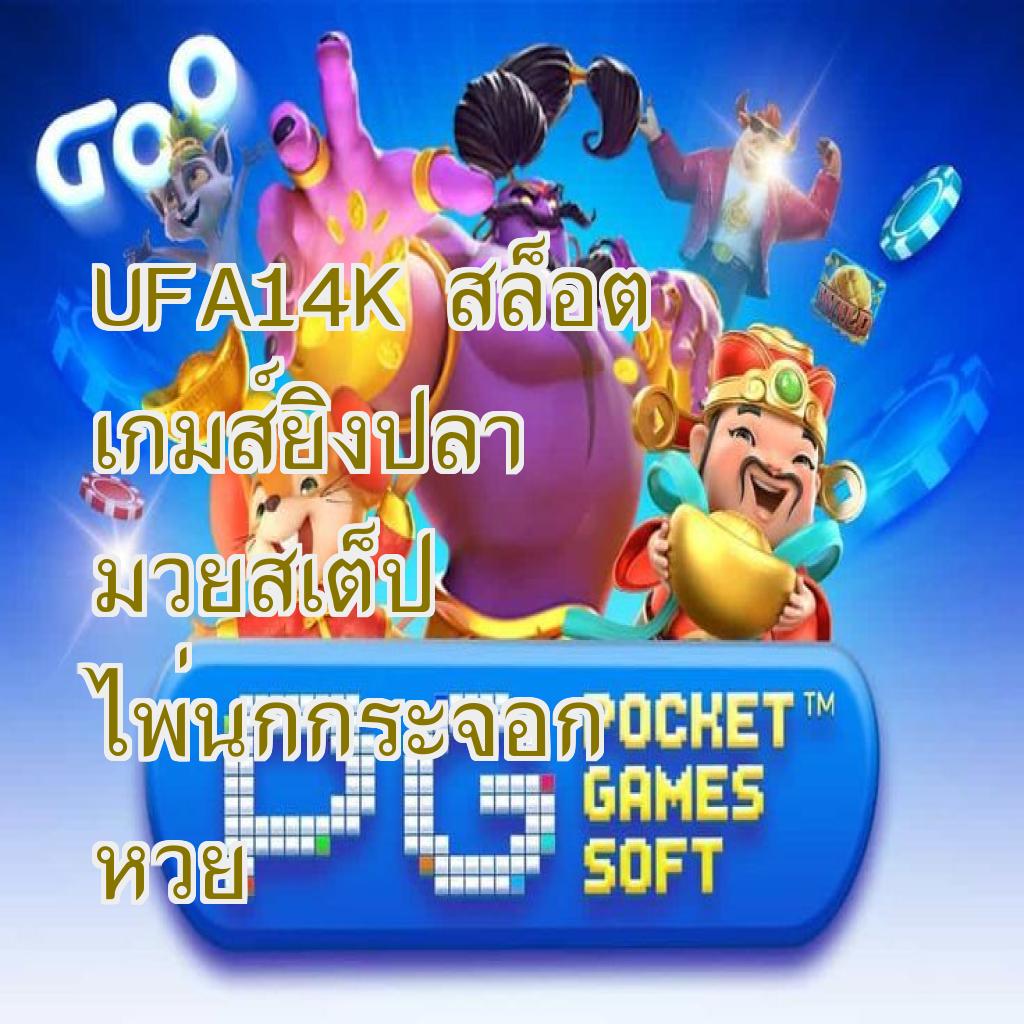 GOO
WILD
UFA14K สล็อต
เกมส์ยิงปลา
มวยสเต็ป
ไพ่นกกระจอก
หวย
PG POCKET™
GAMES
SOFT